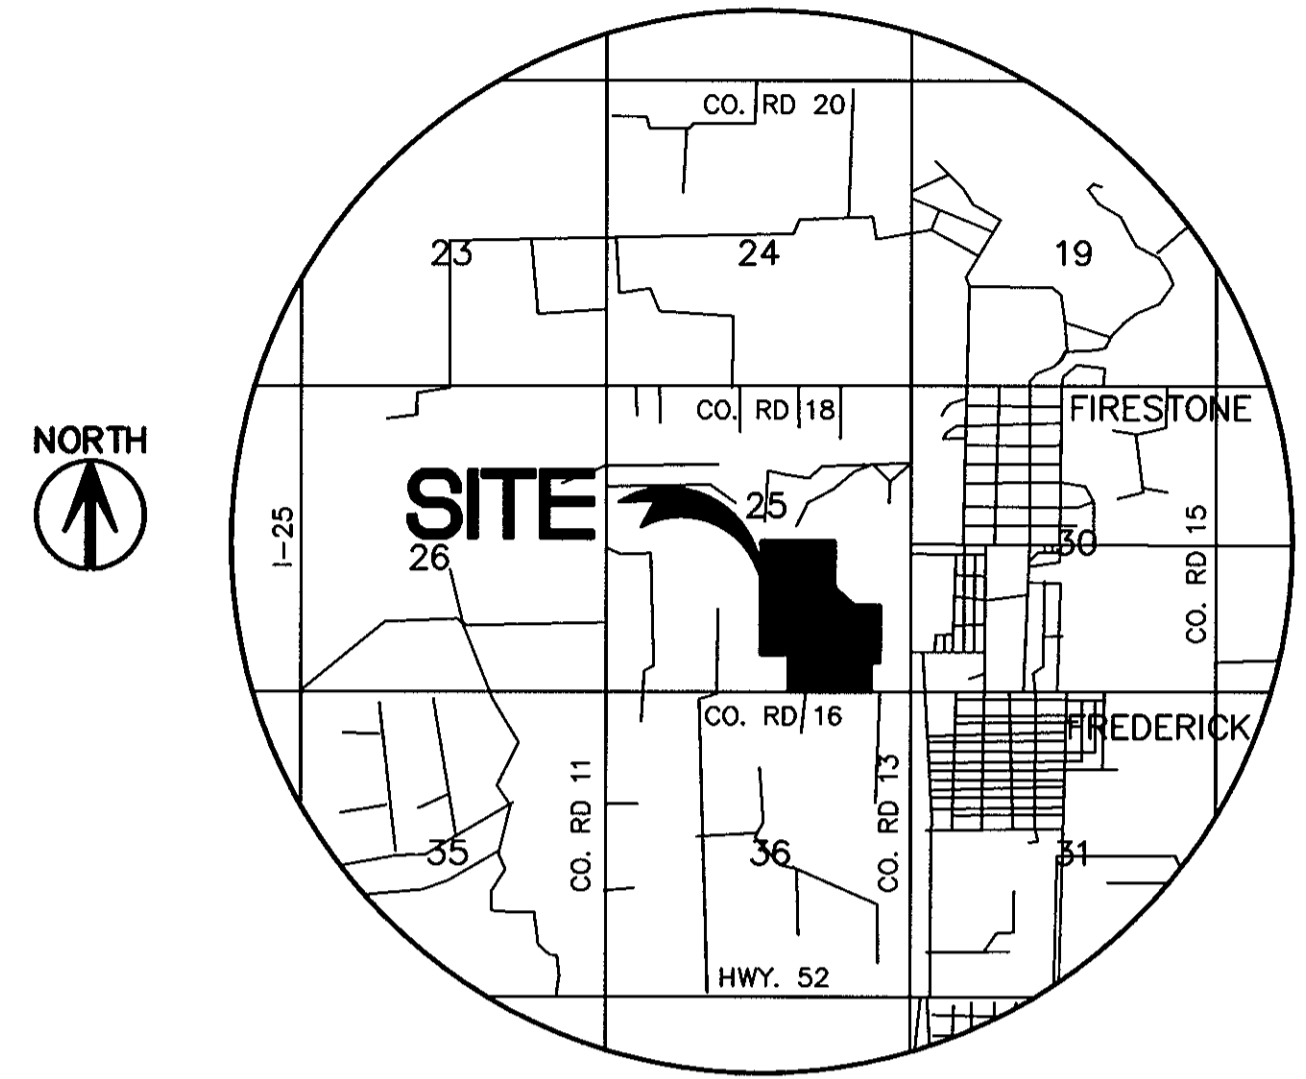 CO. RD 20
23
24
19
CO. RD 18
FIRESTONE
NORTH
SITE
25
I-25
26
30
CO. RD 15
CO. RD 16
FREDERICK
CO. RD 11
CO. RD 13
35
36
31
HWY. 52